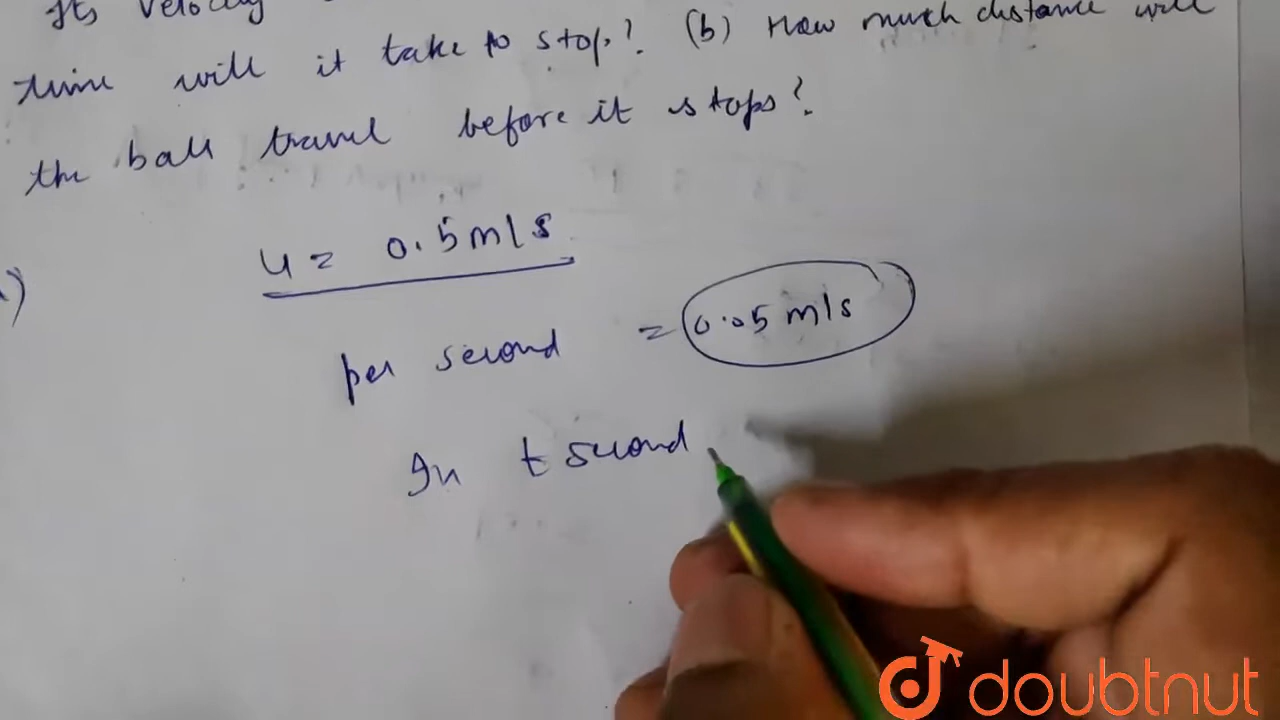 Its velocity
time will it take to stop? (b) How much distance will
the ball travel before it stops?
u = 0.5 m/s
)
per second = 0.05 m/s
In t second
doubtnut